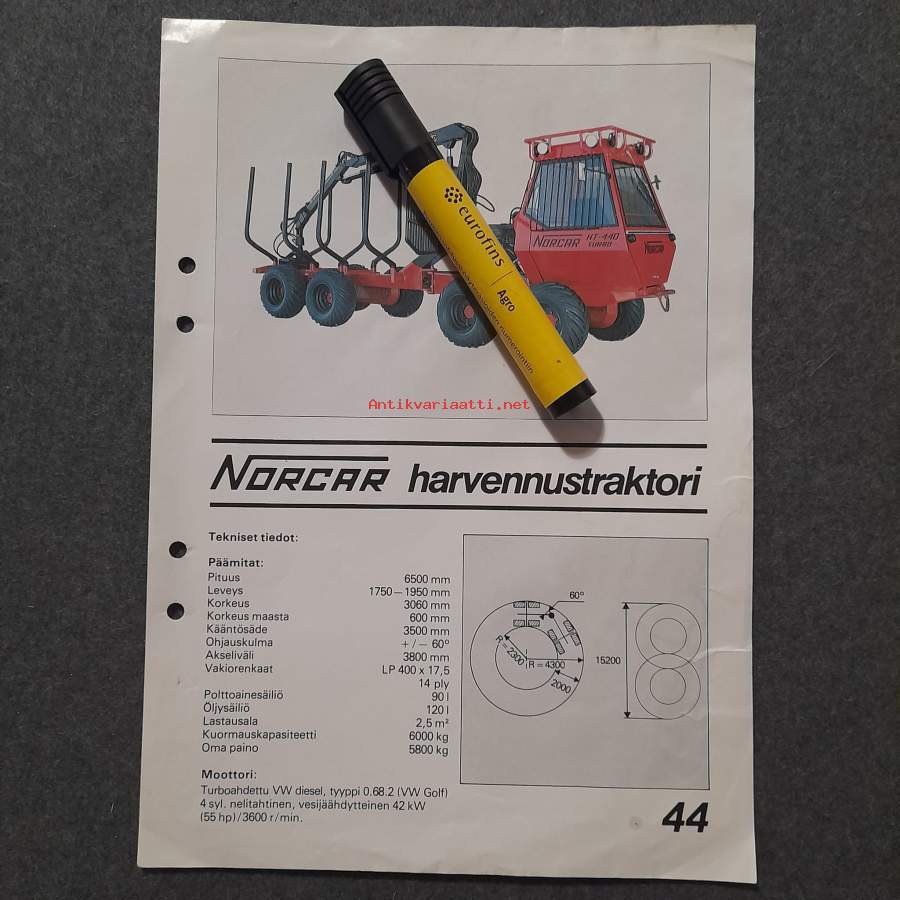 NORCAR HT-440
TURBO
NORCAR
eurofins
Agro
numerointiin
Antikvariaatti.net
NORCAR harvennustraktori
Tekniset tiedot:
Päämitat:
Pituus 6500 mm
Leveys 1750—1950 mm
Korkeus 3060 mm
Korkeus maasta 600 mm
Kääntösäde 3500 mm
Ohjauskulma +/— 60°
Akseliväli 3800 mm
Vakiorenkaat LP 400 x 17,5
14 ply
Polttoainesäiliö 90 l
Öljysäiliö 120 l
Lastausala 2,5 m²
Kuormauskapasiteetti 6000 kg
Oma paino 5800 kg
Moottori:
Turboahdettu VW diesel, tyyppi 0.68.2 (VW Golf)
4 syl. nelitahtinen, vesijäähdytteinen 42 kW
(55 hp)/3600 r/min.
60°
R = 2300
R = 4300
2000
15200
44